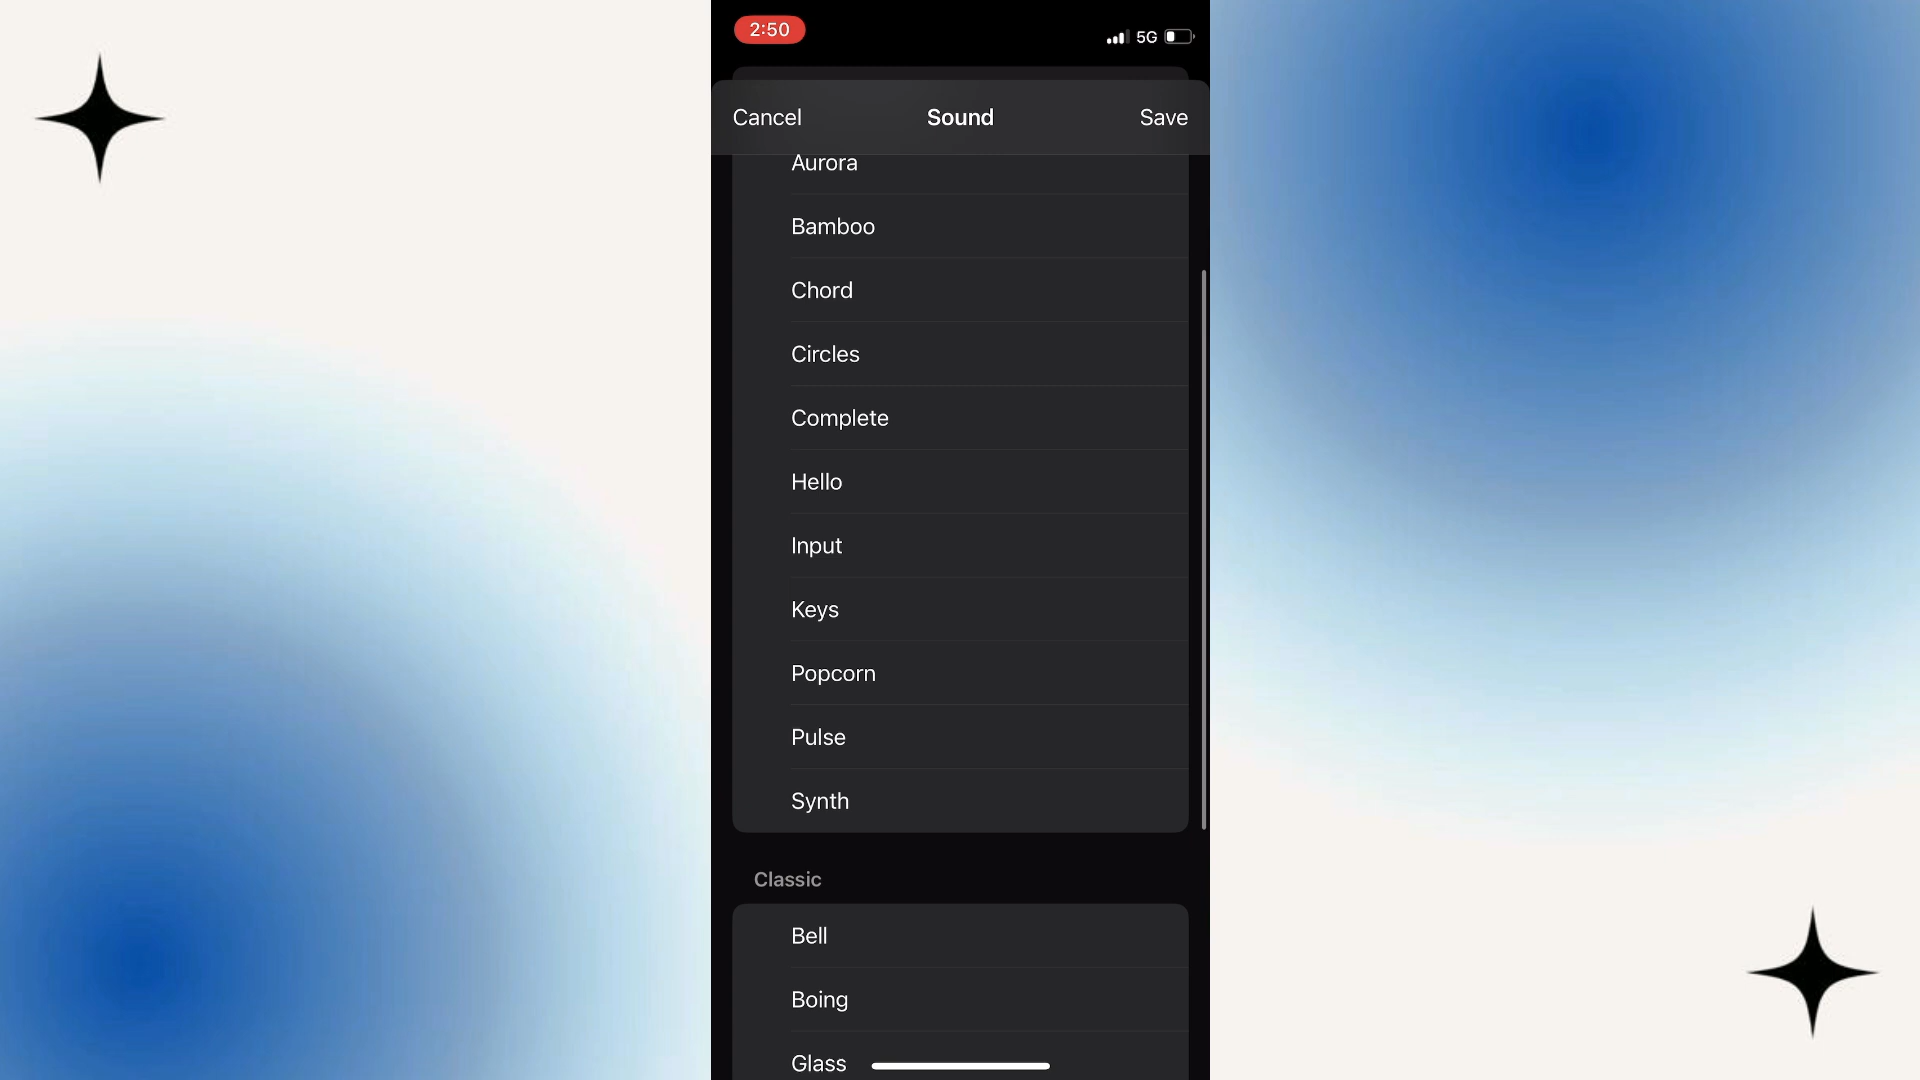 2:50
5G
Cancel Sound Save
Aurora
Bamboo
Chord
Circles
Complete
Hello
Input
Keys
Popcorn
Pulse
Synth
Classic
Bell
Boing
Glass